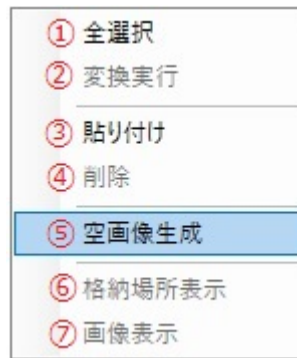 ① 全選択
② 変換実行
③ 貼り付け
④ 削除
⑤ 空画像生成
⑥ 格納場所表示
⑦ 画像表示